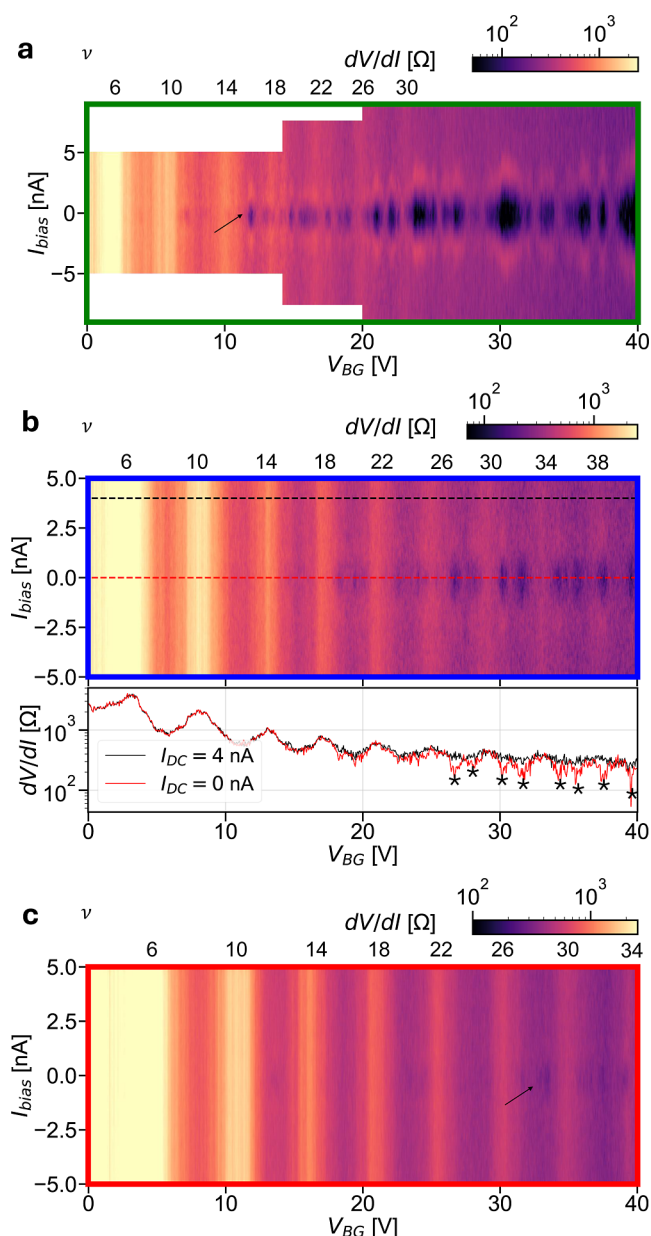 a
ν
dV/dI [Ω]
10² 10³
6 10 14 18 22 26 30
5
0
−5
I_bias [nA]
0 10 20 30 40
V_BG [V]
b
ν
dV/dI [Ω]
10² 10³
6 10 14 18 22 26 30 34 38
5.0
2.5
0.0
−2.5
−5.0
I_bias [nA]
10³
10²
dV/dI [Ω]
I_DC = 4 nA
I_DC = 0 nA
* * * * * * * *
0 10 20 30 40
V_BG [V]
c
ν
dV/dI [Ω]
10² 10³
6 10 14 18 22 26 30 34
5.0
2.5
0.0
−2.5
−5.0
I_bias [nA]
0 10 20 30 40
V_BG [V]